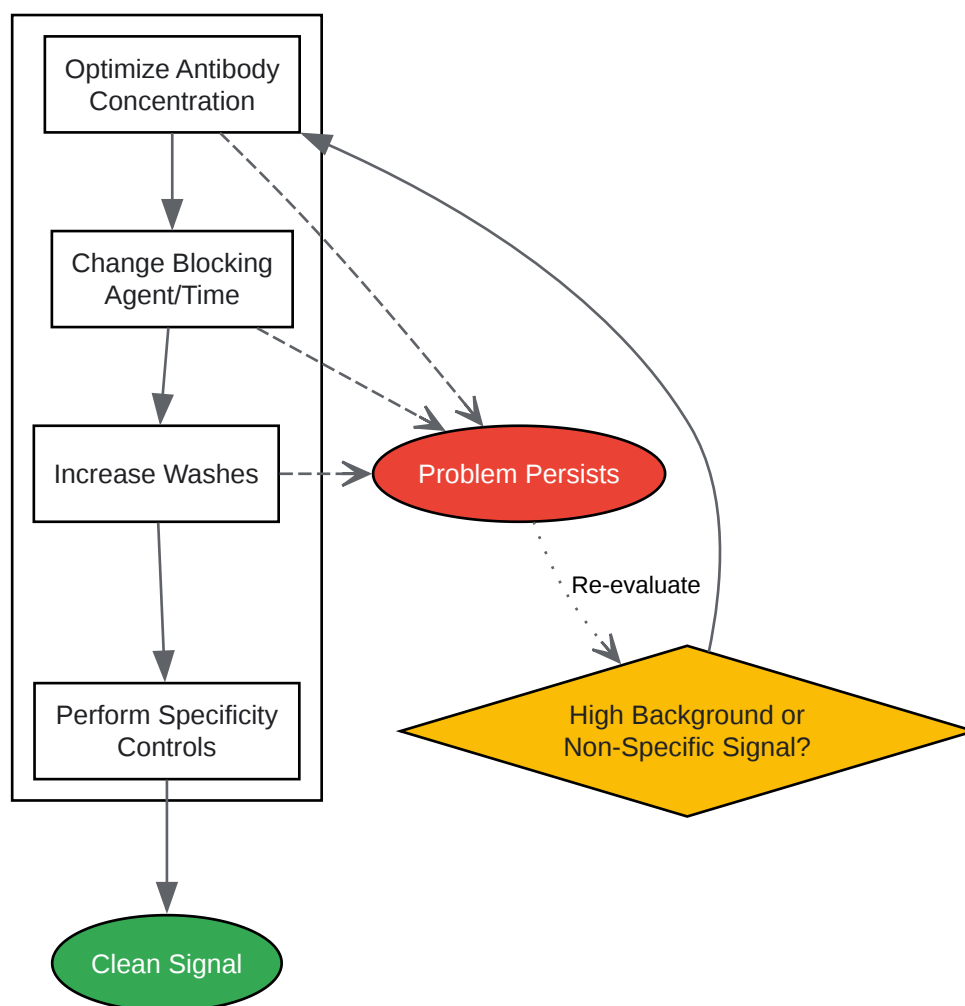 Optimize Antibody
Concentration
Change Blocking
Agent/Time
Increase Washes
Problem Persists
Re-evaluate
Perform Specificity
Controls
High Background or
Non-Specific Signal?
Clean Signal